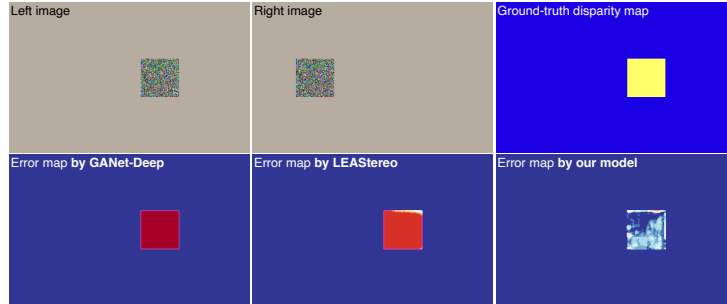 Left image
Right image
Ground-truth disparity map
Error map by GANet-Deep
Error map by LEAStereo
Error map by our model